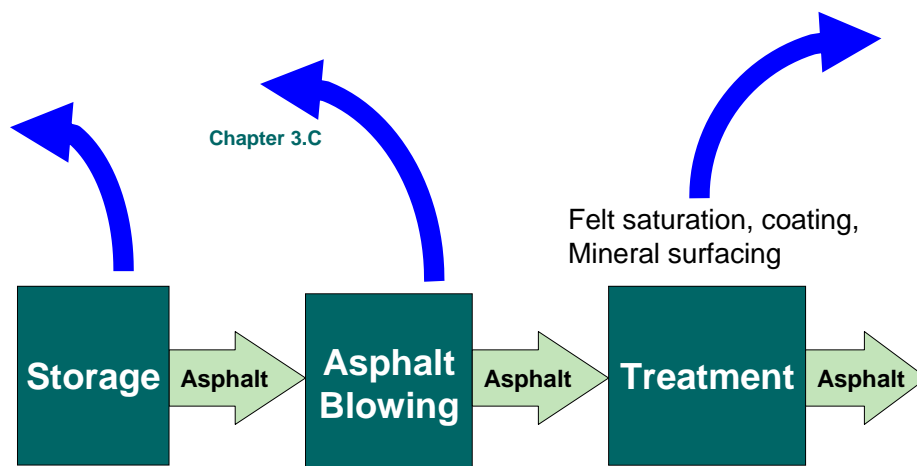 Chapter 3.C
Felt saturation, coating,
Mineral surfacing
Storage
Asphalt
Asphalt
Blowing
Asphalt
Treatment
Asphalt